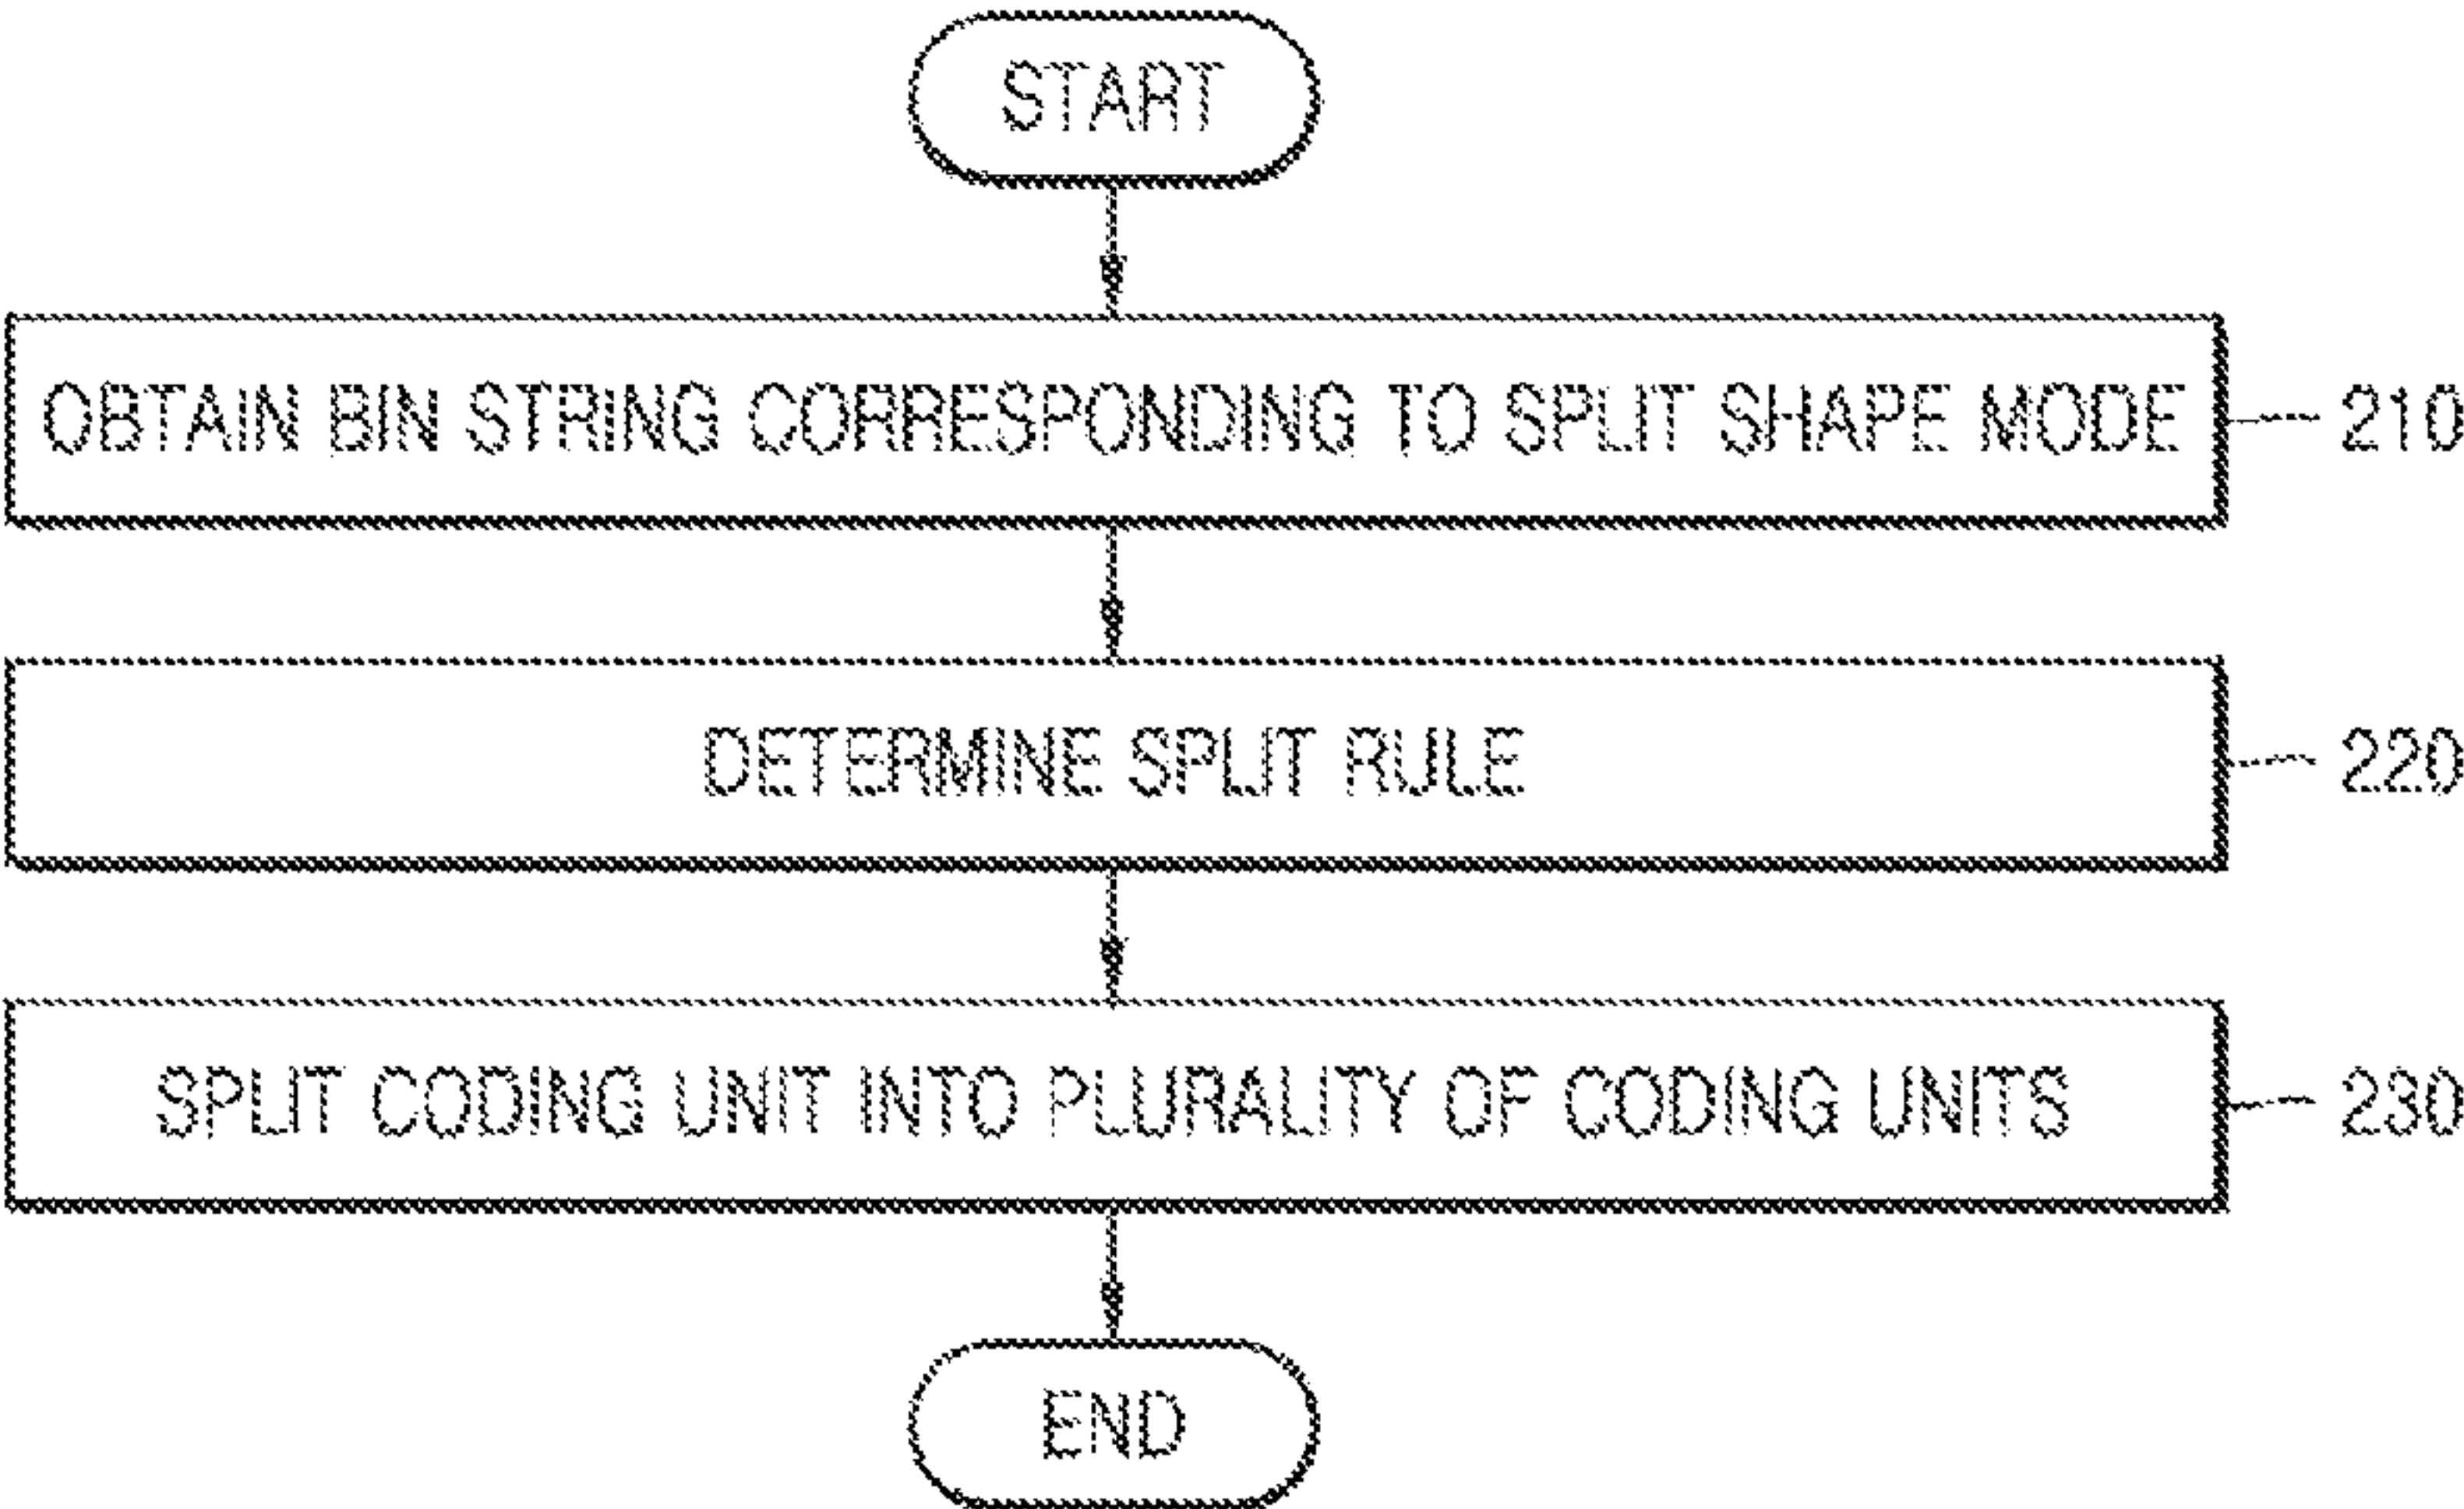 START
OBTAIN BIN STRING CORRESPONDING TO SPLIT SHAPE MODE 210
DETERMINE SPLIT RULE 220
SPLIT CODING UNIT INTO PLURALITY OF CODING UNITS 230
END